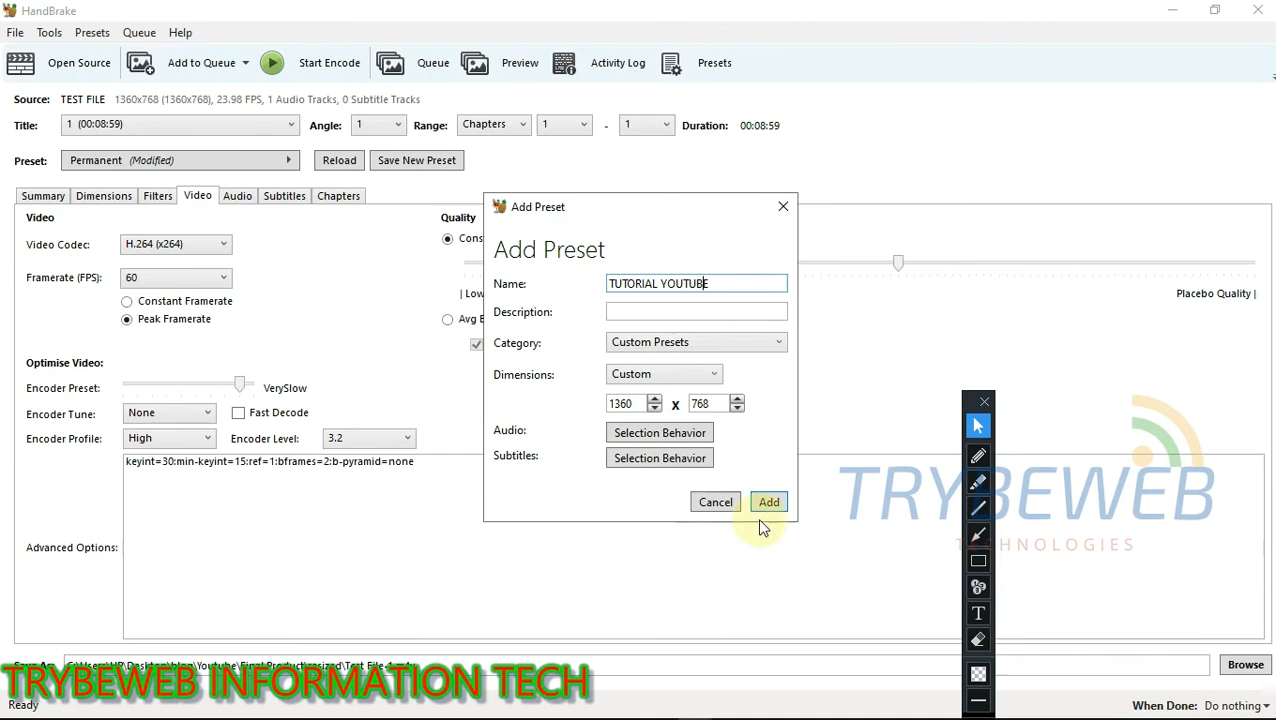 HandBrake
File Tools Presets Queue Help
Open Source Add to Queue Start Encode Queue Preview Activity Log Presets
Source: TEST FILE 1360x768 (1360x768), 23.98 FPS, 1 Audio Tracks, 0 Subtitle Tracks
Title: 1 (00:08:59) Angle: 1 Range: Chapters 1 - 1 Duration: 00:08:59
Preset: Permanent (Modified) Reload Save New Preset
Summary Dimensions Filters Video Audio Subtitles Chapters
Video
Video Codec: H.264 (x264)
Framerate (FPS): 60
Constant Framerate
Peak Framerate
Quality
Placebo Quality |
Optimise Video:
Encoder Preset: VerySlow
Encoder Tune: None Fast Decode
Encoder Profile: High Encoder Level: 3.2
keyint=30:min-keyint=15:ref=1:bframes=2:b-pyramid=none
Advanced Options:
Add Preset
Add Preset
Name: TUTORIAL YOUTUBE
Description:
Category: Custom Presets
Dimensions: Custom
1360 x 768
Audio: Selection Behavior
Subtitles: Selection Behavior
Cancel Add
TRYBEWEB
TECHNOLOGIES
Browse
TRYBEWEB INFORMATION TECH
Ready When Done: Do nothing